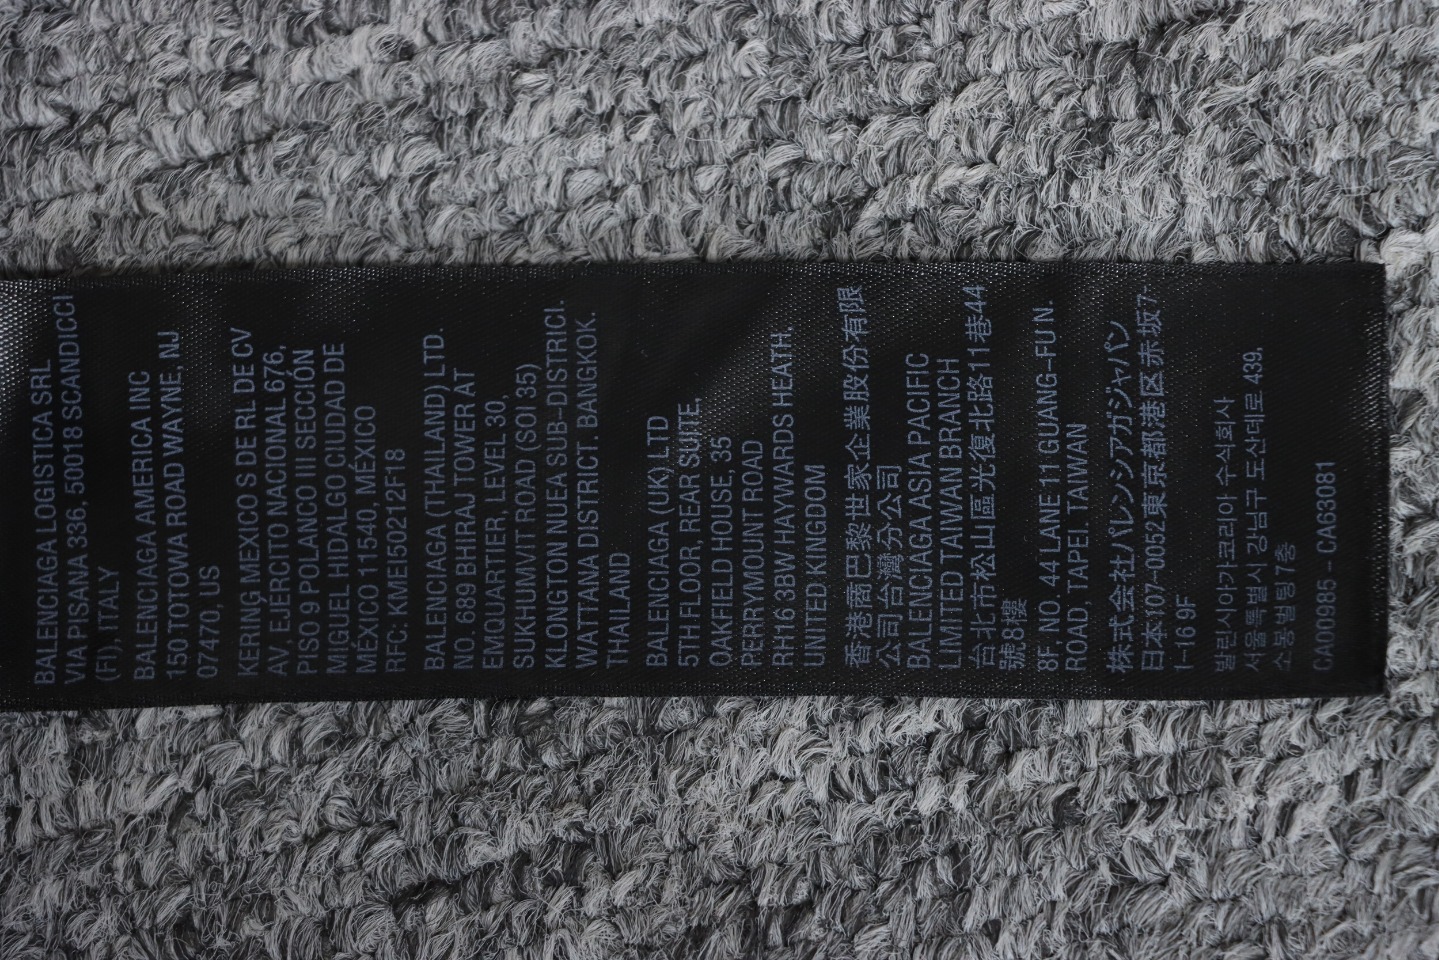 BALENCIAGA LOGISTICA SRL
VIA PISANA 336, 50018 SCANDICCI
(FI), ITALY
BALENCIAGA AMERICA INC
150 TOTOWA ROAD WAYNE, NJ
07470, US
KERING MEXICO S DE RL DE CV
AV. EJERCITO NACIONAL 676,
PISO 9 POLANCO III SECCIÓN
MIGUEL HIDALGO CIUDAD DE
MÉXICO 11540, MÉXICO
RFC: KME150212F18
BALENCIAGA (THAILAND) LTD.
NO. 689 BHIRAJ TOWER AT
EMQUARTIER, LEVEL 30,
SUKHUMVIT ROAD (SOI 35)
KLONGTON NUEA SUB-DISTRICT.
WATTANA DISTRICT. BANGKOK.
THAILAND
BALENCIAGA (UK) LTD
5TH FLOOR, REAR SUITE,
OAKFIELD HOUSE, 35
PERRYMOUNT ROAD
RH16 3BW HAYWARDS HEATH,
UNITED KINGDOM
香港商巴黎世家企業股份有限
公司台灣分公司
BALENCIAGA ASIA PACIFIC
LIMITED TAIWAN BRANCH
台北市松山區光復北路11巷44
號8樓
8F NO. 44 LANE 11 GUANG-FU N.
ROAD, TAPEI. TAIWAN
株式会社バレンシアガジャパン
日本〒107-0052東京都港区赤坂7-
1-16 9F
발린시아가코리아 수식회사
서울특별시 강남구 도산대로 439,
소퐁빌팅7층
CA00985 - CA63081